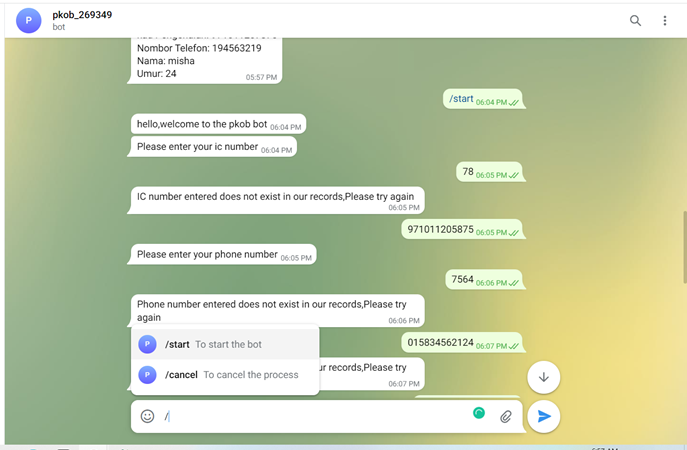 P
pkob_269349
bot
Nombor Telefon: 194563219
Nama: misha
Umur: 24
05:57 PM
/start 06:04 PM
hello,welcome to the pkob bot 06:04 PM
Please enter your ic number 06:04 PM
78 06:05 PM
IC number entered does not exist in our records,Please try again
06:05 PM
971011205875 06:05 PM
Please enter your phone number 06:05 PM
7564 06:06 PM
Phone number entered does not exist in our records,Please try
again
06:06 PM
015834562124 06:07 PM
ur records,Please try
06:07 PM
P /start To start the bot
P /cancel To cancel the process
/